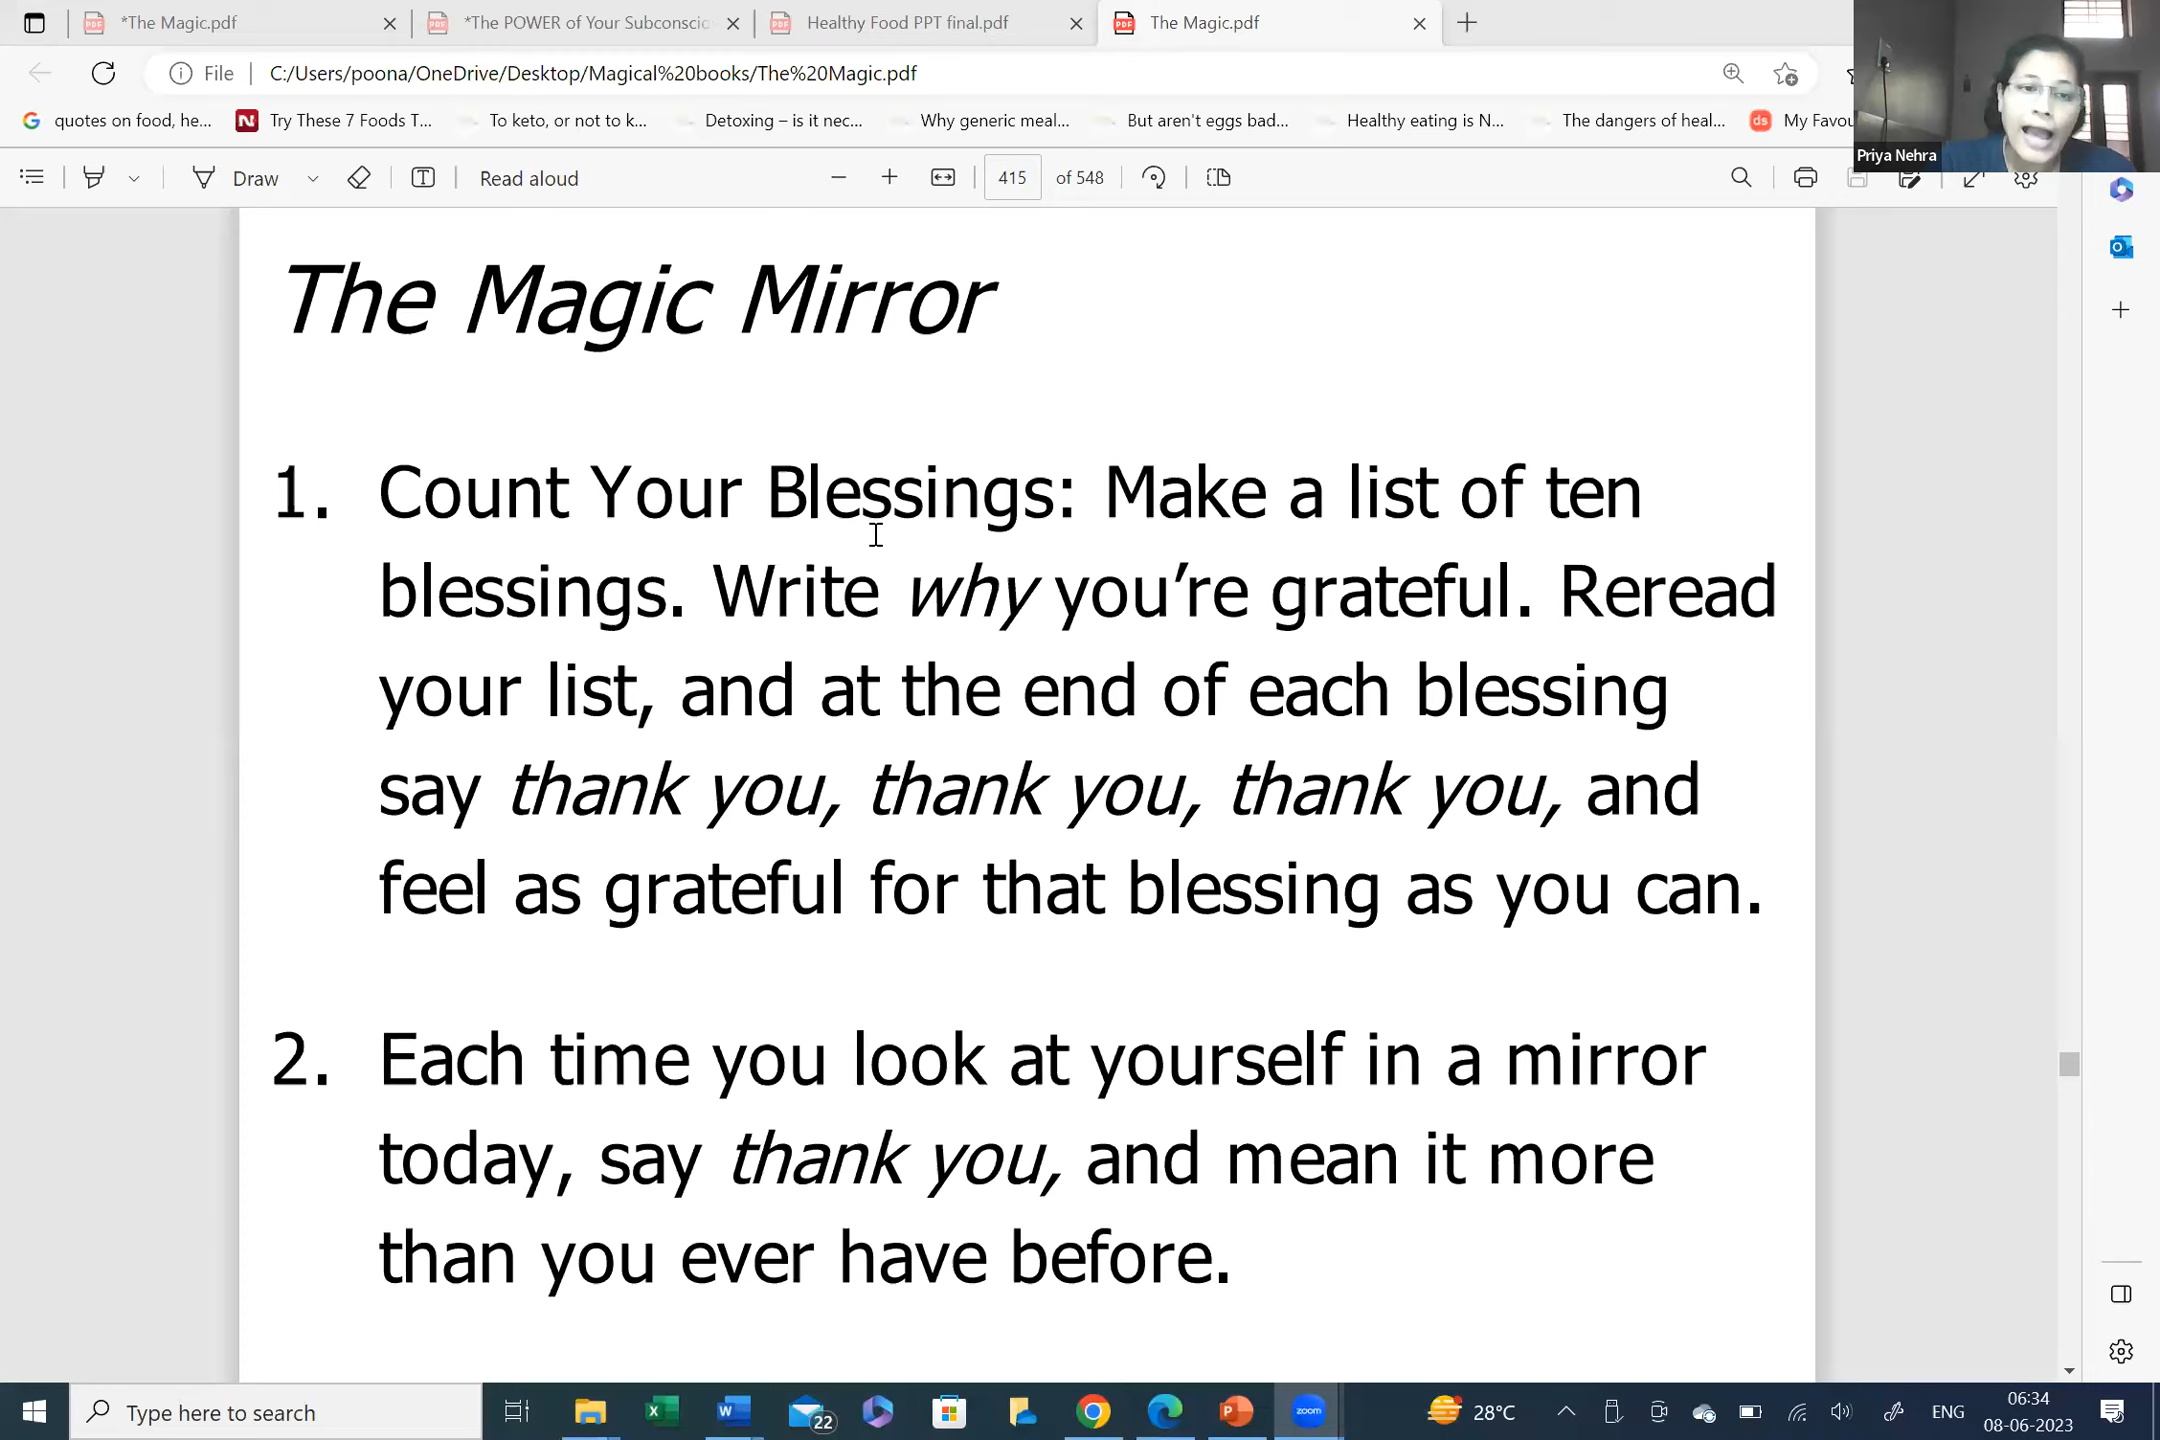 *The Magic.pdf
*The POWER of Your Subconscio
Healthy Food PPT final.pdf
The Magic.pdf
File
C:/Users/poona/OneDrive/Desktop/Magical%20books/The%20Magic.pdf
quotes on food, he...
Try These 7 Foods T...
To keto, or not to k...
Detoxing – is it nec...
Why generic meal...
But aren't eggs bad...
Healthy eating is N...
The dangers of heal...
ds
My Favou
Priya Nehra
Draw
Read aloud
415
of 548
The Magic Mirror
1. Count Your Blessings: Make a list of ten
blessings. Write why you’re grateful. Reread
your list, and at the end of each blessing
say thank you, thank you, thank you, and
feel as grateful for that blessing as you can.
2. Each time you look at yourself in a mirror
today, say thank you, and mean it more
than you ever have before.
Type here to search
22
zoom
28°C
ENG
06:34
08-06-2023